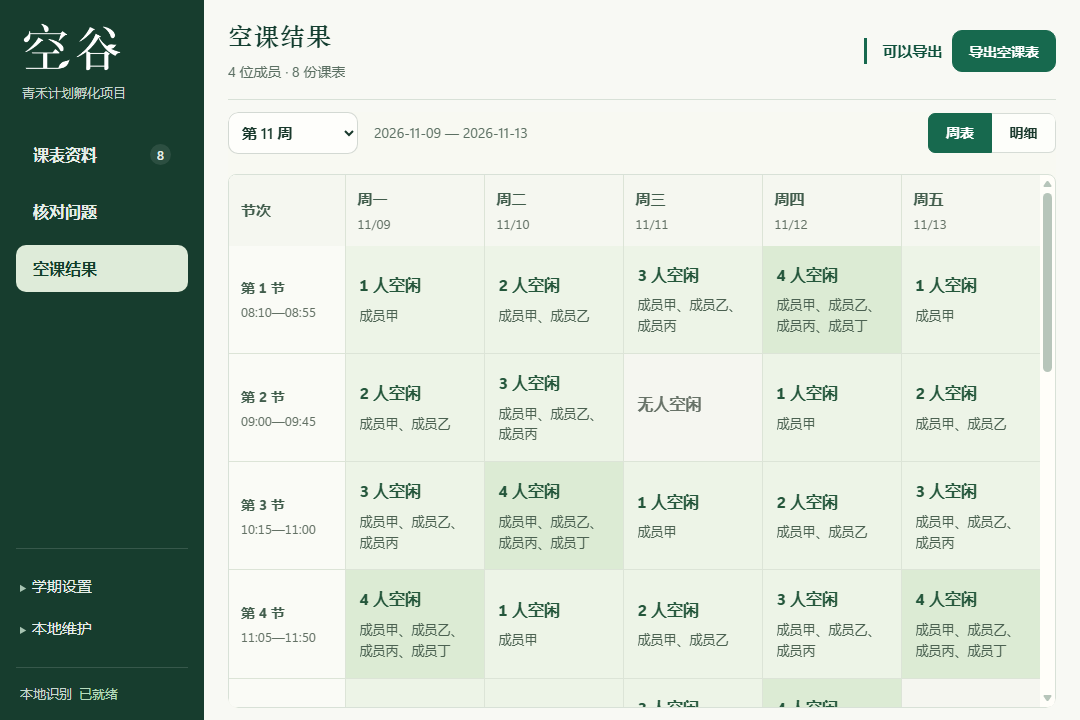 空谷
青禾计划孵化项目
课表资料 8
核对问题
空课结果
学期设置
本地维护
本地识别 已就绪
空课结果
4 位成员 · 8 份课表
可以导出
导出空课表
第 11 周
2026-11-09 — 2026-11-13
周表 明细
节次 周一 周二 周三 周四 周五
11/09 11/10 11/11 11/12 11/13
第 1 节
08:10—08:55
1 人空闲
成员甲
2 人空闲
成员甲、成员乙
3 人空闲
成员甲、成员乙、
成员丙
4 人空闲
成员甲、成员乙、
成员丙、成员丁
1 人空闲
成员甲
第 2 节
09:00—09:45
2 人空闲
成员甲、成员乙
3 人空闲
成员甲、成员乙、
成员丙
无人空闲
1 人空闲
成员甲
2 人空闲
成员甲、成员乙
第 3 节
10:15—11:00
3 人空闲
成员甲、成员乙、
成员丙
4 人空闲
成员甲、成员乙、
成员丙、成员丁
1 人空闲
成员甲
2 人空闲
成员甲、成员乙
3 人空闲
成员甲、成员乙、
成员丙
第 4 节
11:05—11:50
4 人空闲
成员甲、成员乙、
成员丙、成员丁
1 人空闲
成员甲
2 人空闲
成员甲、成员乙
3 人空闲
成员甲、成员乙、
成员丙
4 人空闲
成员甲、成员乙、
成员丙、成员丁
3 人空闲
4 人空闲